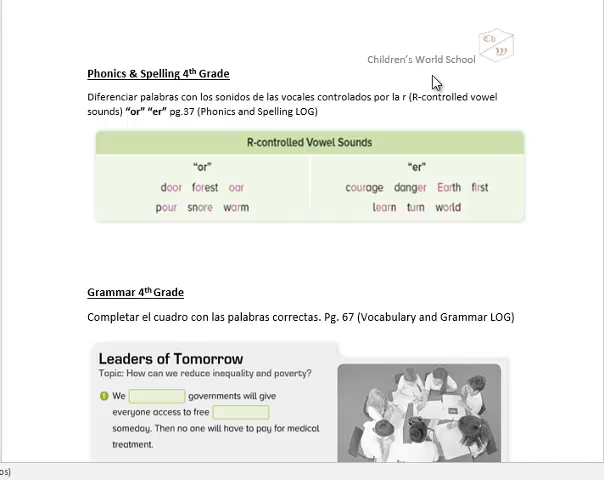 Ch
W
Children's World School
Phonics & Spelling 4th Grade
Diferenciar palabras con los sonidos de las vocales controlados por la r (R-controlled vowel
sounds) "or" "er" pg.37 (Phonics and Spelling LOG)
R-controlled Vowel Sounds
"or" "er"
door forest oar courage danger Earth first
pour snore warm learn turn world
Grammar 4th Grade
Completar el cuadro con las palabras correctas. Pg. 67 (Vocabulary and Grammar LOG)
Leaders of Tomorrow
Topic: How can we reduce inequality and poverty?
1 We governments will give
everyone access to free
someday. Then no one will have to pay for medical
treatment.
os)